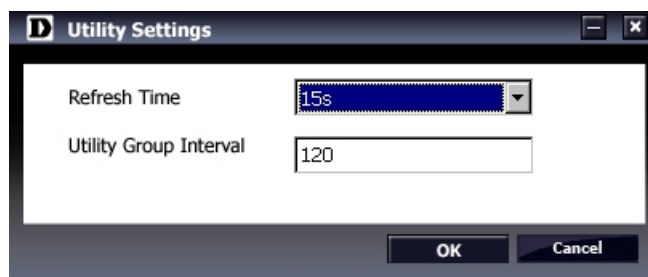 D Utility Settings
Refresh Time 15s
Utility Group Interval 120
OK Cancel